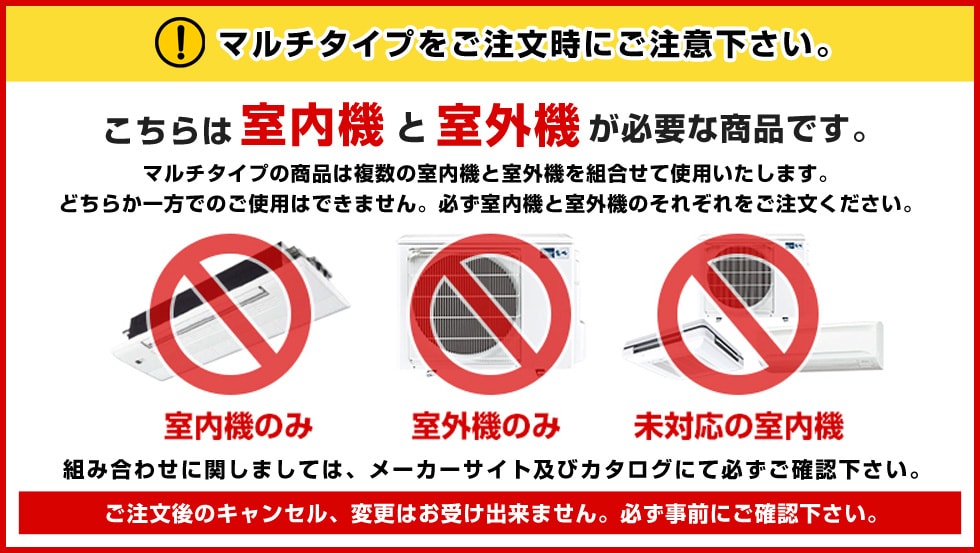 マルチタイプをご注文時にご注意下さい。
こちらは 室内機 と 室外機 が必要な商品です。
マルチタイプの商品は複数の室内機と室外機を組合せて使用いたします。
どちらか一方でのご使用はできません。必ず室内機と室外機のそれぞれをご注文ください。
室内機のみ
室外機のみ
未対応の室内機
組み合わせに関しましては、メーカーサイト及びカタログにて必ずご確認下さい。
ご注文後のキャンセル、変更はお受け出来ません。必ず事前にご確認下さい。